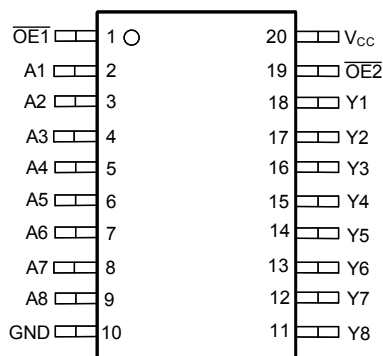 O̅E̅1̅ 1 20 VCC
A1 2 19 O̅E̅2̅
A2 3 18 Y1
A3 4 17 Y2
A4 5 16 Y3
A5 6 15 Y4
A6 7 14 Y5
A7 8 13 Y6
A8 9 12 Y7
GND 10 11 Y8